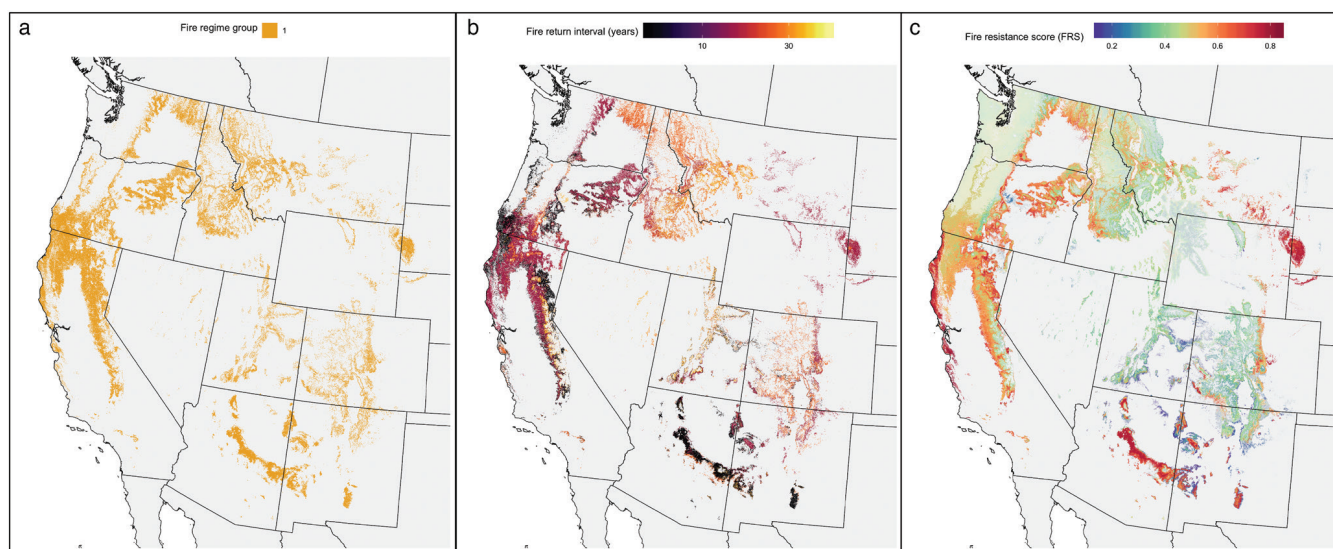 a
Fire regime group 1
b
Fire return interval (years)
10 30
c
Fire resistance score (FRS)
0.2 0.4 0.6 0.8